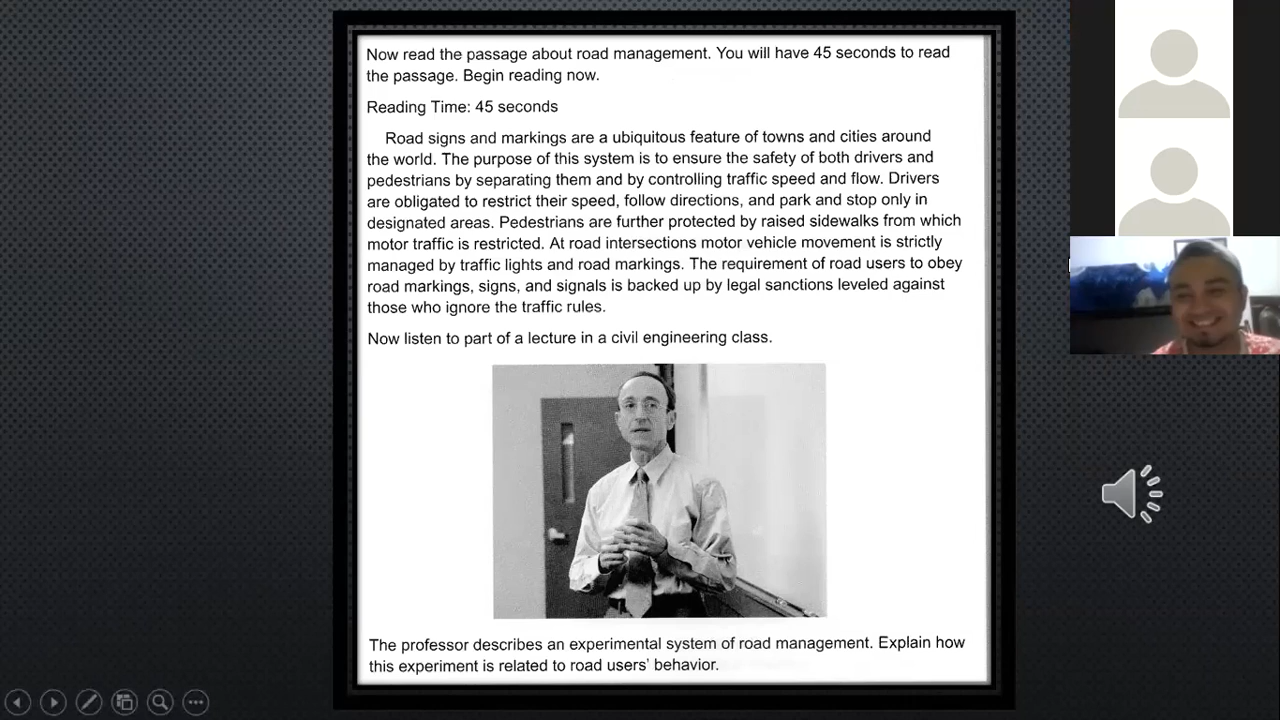 Now read the passage about road management. You will have 45 seconds to read
the passage. Begin reading now.
Reading Time: 45 seconds
Road signs and markings are a ubiquitous feature of towns and cities around
the world. The purpose of this system is to ensure the safety of both drivers and
pedestrians by separating them and by controlling traffic speed and flow. Drivers
are obligated to restrict their speed, follow directions, and park and stop only in
designated areas. Pedestrians are further protected by raised sidewalks from which
motor traffic is restricted. At road intersections motor vehicle movement is strictly
managed by traffic lights and road markings. The requirement of road users to obey
road markings, signs, and signals is backed up by legal sanctions leveled against
those who ignore the traffic rules.
Now listen to part of a lecture in a civil engineering class.
The professor describes an experimental system of road management. Explain how
this experiment is related to road users' behavior.